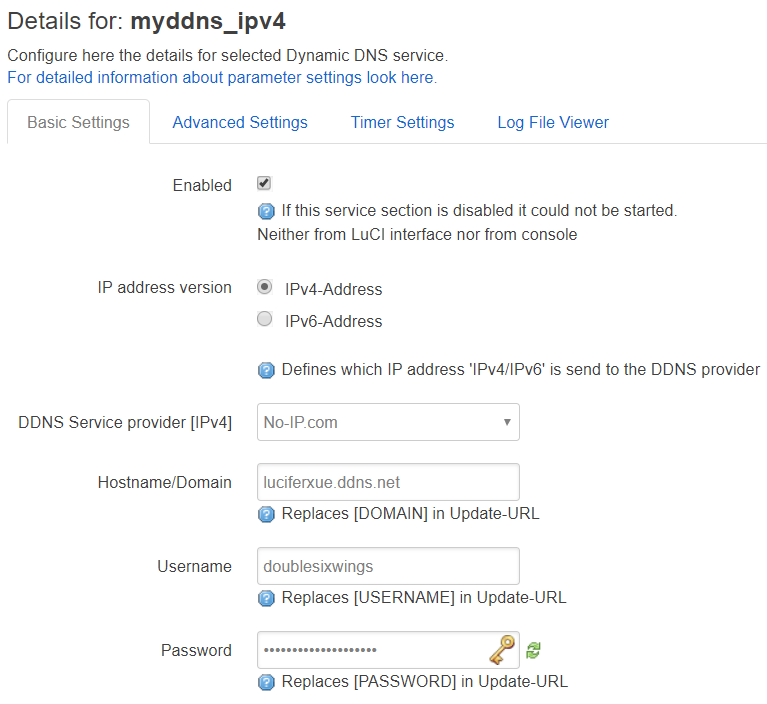 Details for: myddns_ipv4
Configure here the details for selected Dynamic DNS service.
For detailed information about parameter settings look here.
Basic Settings
Advanced Settings
Timer Settings
Log File Viewer
Enabled
If this service section is disabled it could not be started.
Neither from LuCI interface nor from console
IP address version
IPv4-Address
IPv6-Address
Defines which IP address 'IPv4/IPv6' is send to the DDNS provider
DDNS Service provider [IPv4]
No-IP.com
Hostname/Domain
luciferxue.ddns.net
Replaces [DOMAIN] in Update-URL
Username
doublesixwings
Replaces [USERNAME] in Update-URL
Password
••••••••••••••••••••
Replaces [PASSWORD] in Update-URL